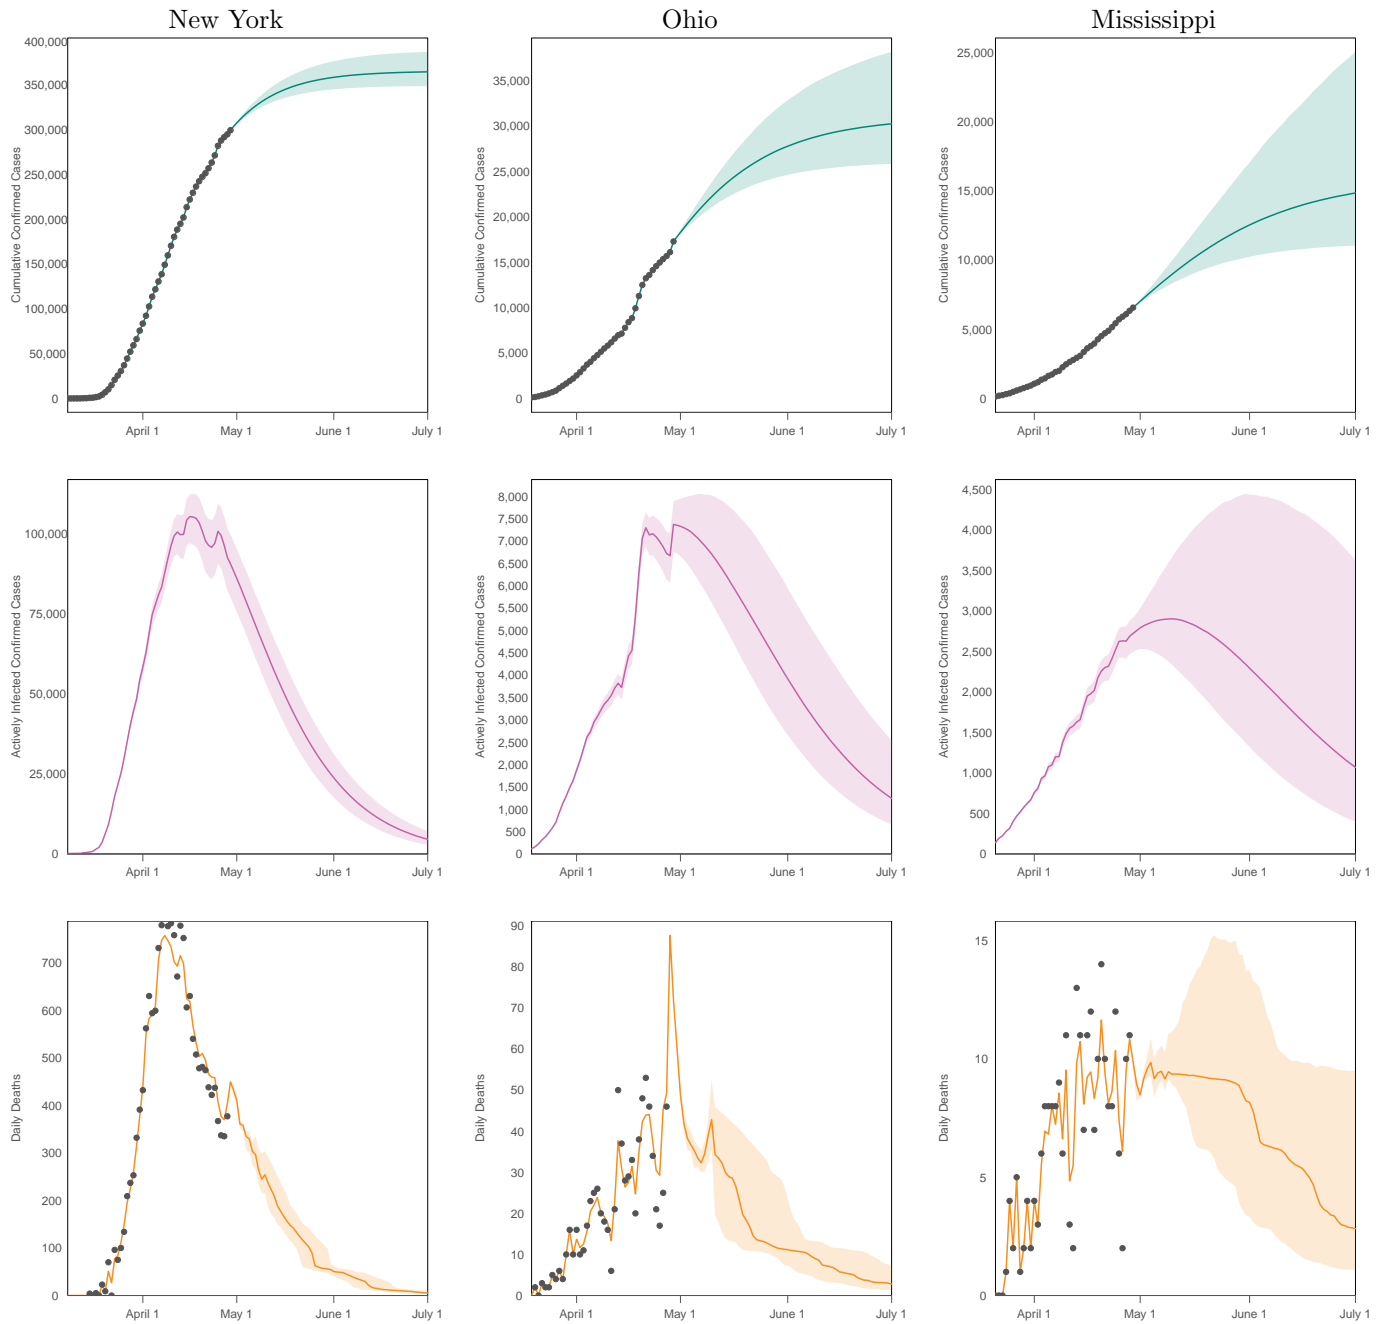 New York
Ohio
Mississippi
Cumulative Confirmed Cases
400,000
350,000
300,000
250,000
200,000
150,000
100,000
50,000
0
April 1
May 1
June 1
July 1
Cumulative Confirmed Cases
35,000
30,000
25,000
20,000
15,000
10,000
5,000
0
April 1
May 1
June 1
July 1
Cumulative Confirmed Cases
25,000
20,000
15,000
10,000
5,000
0
April 1
May 1
June 1
July 1
Actively Infected Confirmed Cases
100,000
75,000
50,000
25,000
0
April 1
May 1
June 1
July 1
Actively Infected Confirmed Cases
8,000
7,500
7,000
6,500
6,000
5,500
5,000
4,500
4,000
3,500
3,000
2,500
2,000
1,500
1,000
500
0
April 1
May 1
June 1
July 1
Actively Infected Confirmed Cases
4,500
4,000
3,500
3,000
2,500
2,000
1,500
1,000
500
0
April 1
May 1
June 1
July 1
Daily Deaths
700
600
500
400
300
200
100
0
April 1
May 1
June 1
July 1
Daily Deaths
90
80
70
60
50
40
30
20
10
0
April 1
May 1
June 1
July 1
Daily Deaths
15
10
5
0
April 1
May 1
June 1
July 1